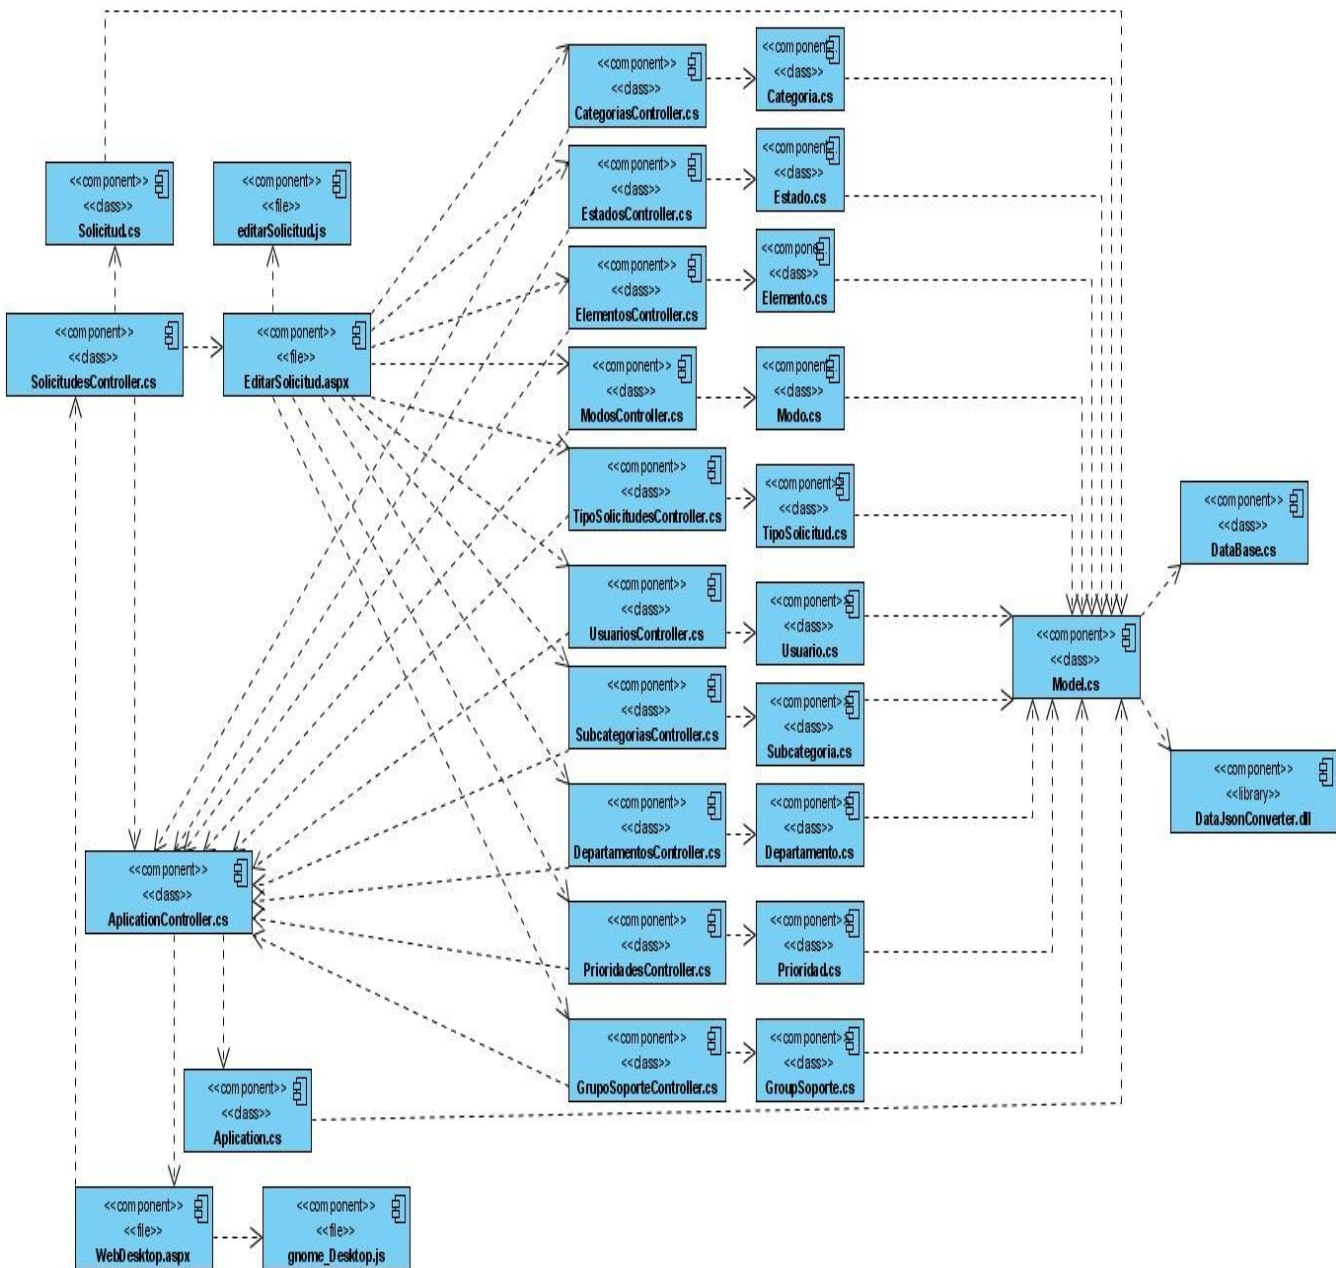 <<component>>
<<class>>
CategoriasController.cs
<<component>>
<<class>>
Categoria.cs
<<component>>
<<class>>
Solicitud.cs
<<component>>
<<file>>
editarSolicitud.js
<<component>>
<<class>>
EstadosController.cs
<<component>>
<<class>>
Estado.cs
<<component>>
<<class>>
ElementosController.cs
<<compone...
<<class>>
Elemento.cs
<<component>>
<<class>>
SolicitudesController.cs
<<component>>
<<file>>
EditarSolicitud.aspx
<<component>>
<<class>>
ModosController.cs
<<component>>
<<class>>
Modo.cs
<<component>>
<<class>>
TipoSolicitudesController.cs
<<component>>
<<class>>
TipoSolicitud.cs
<<component>>
<<class>>
DataBase.cs
<<component>>
<<class>>
UsuariosController.cs
<<component>>
<<class>>
Usuario.cs
<<component>>
<<class>>
Model.cs
<<component>>
<<class>>
SubcategoriasController.cs
<<component>>
<<class>>
Subcategoria.cs
<<component>>
<<library>>
DataJsonConverter.dll
<<component>>
<<class>>
DepartamentosController.cs
<<component>>
<<class>>
Departamento.cs
<<component>>
<<class>>
AplicationController.cs
<<component>>
<<class>>
PrioridadesController.cs
<<component>>
<<class>>
Prioridad.cs
<<component>>
<<class>>
GrupoSoporteController.cs
<<component>>
<<class>>
GroupSoporte.cs
<<component>>
<<class>>
Aplication.cs
<<component>>
<<file>>
WebDesktop.aspx
<<component>>
<<file>>
gnome_Desktop.js